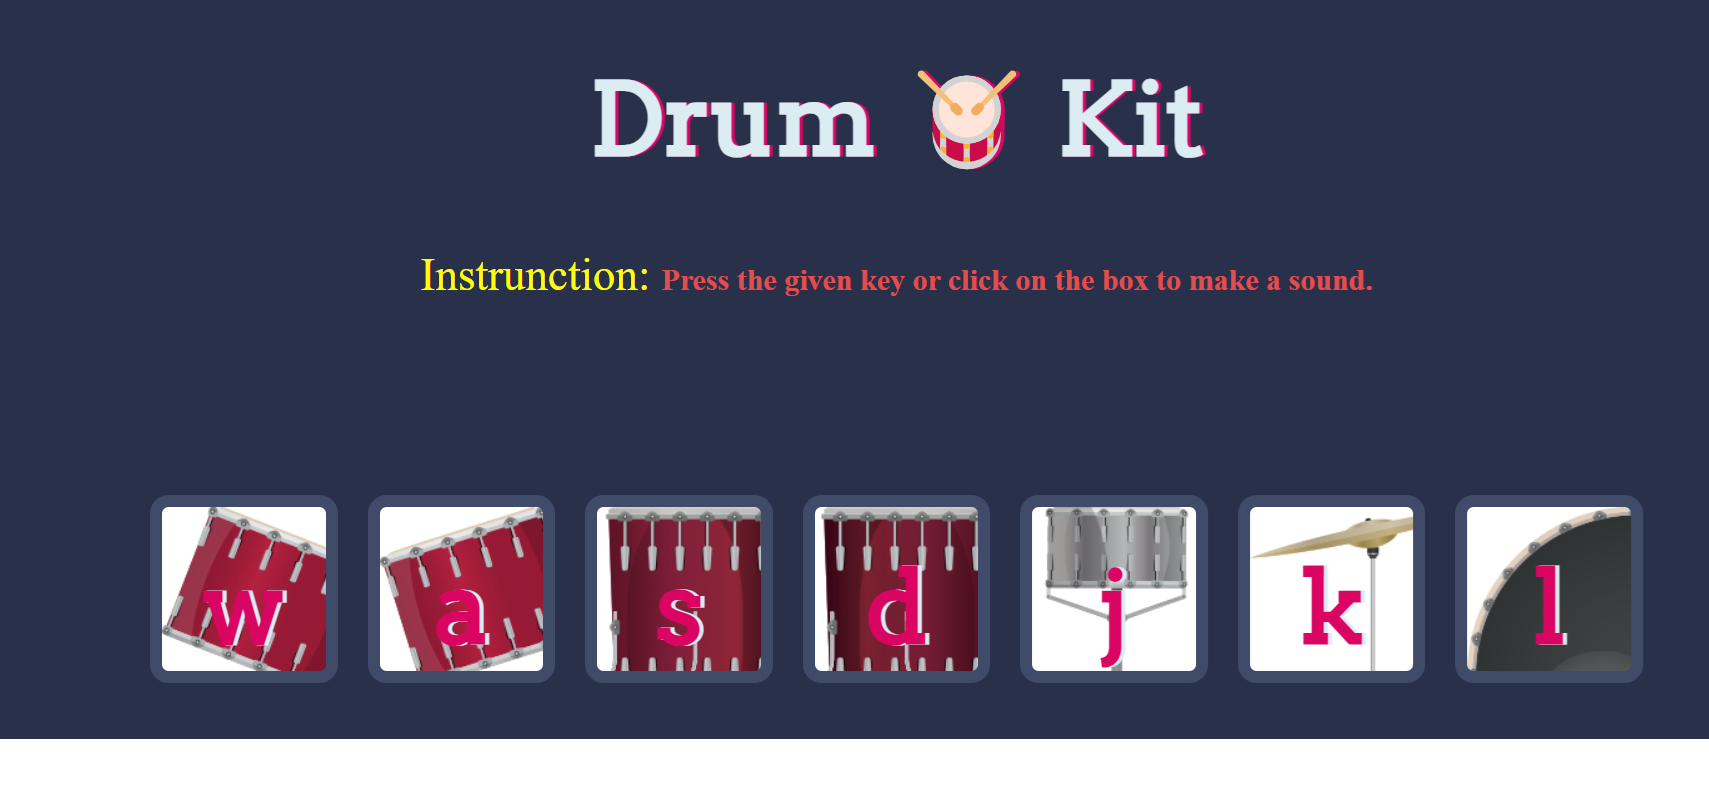 Drum 🥁 Kit
Instrunction: Press the given key or click on the box to make a sound.
w a s d j k l